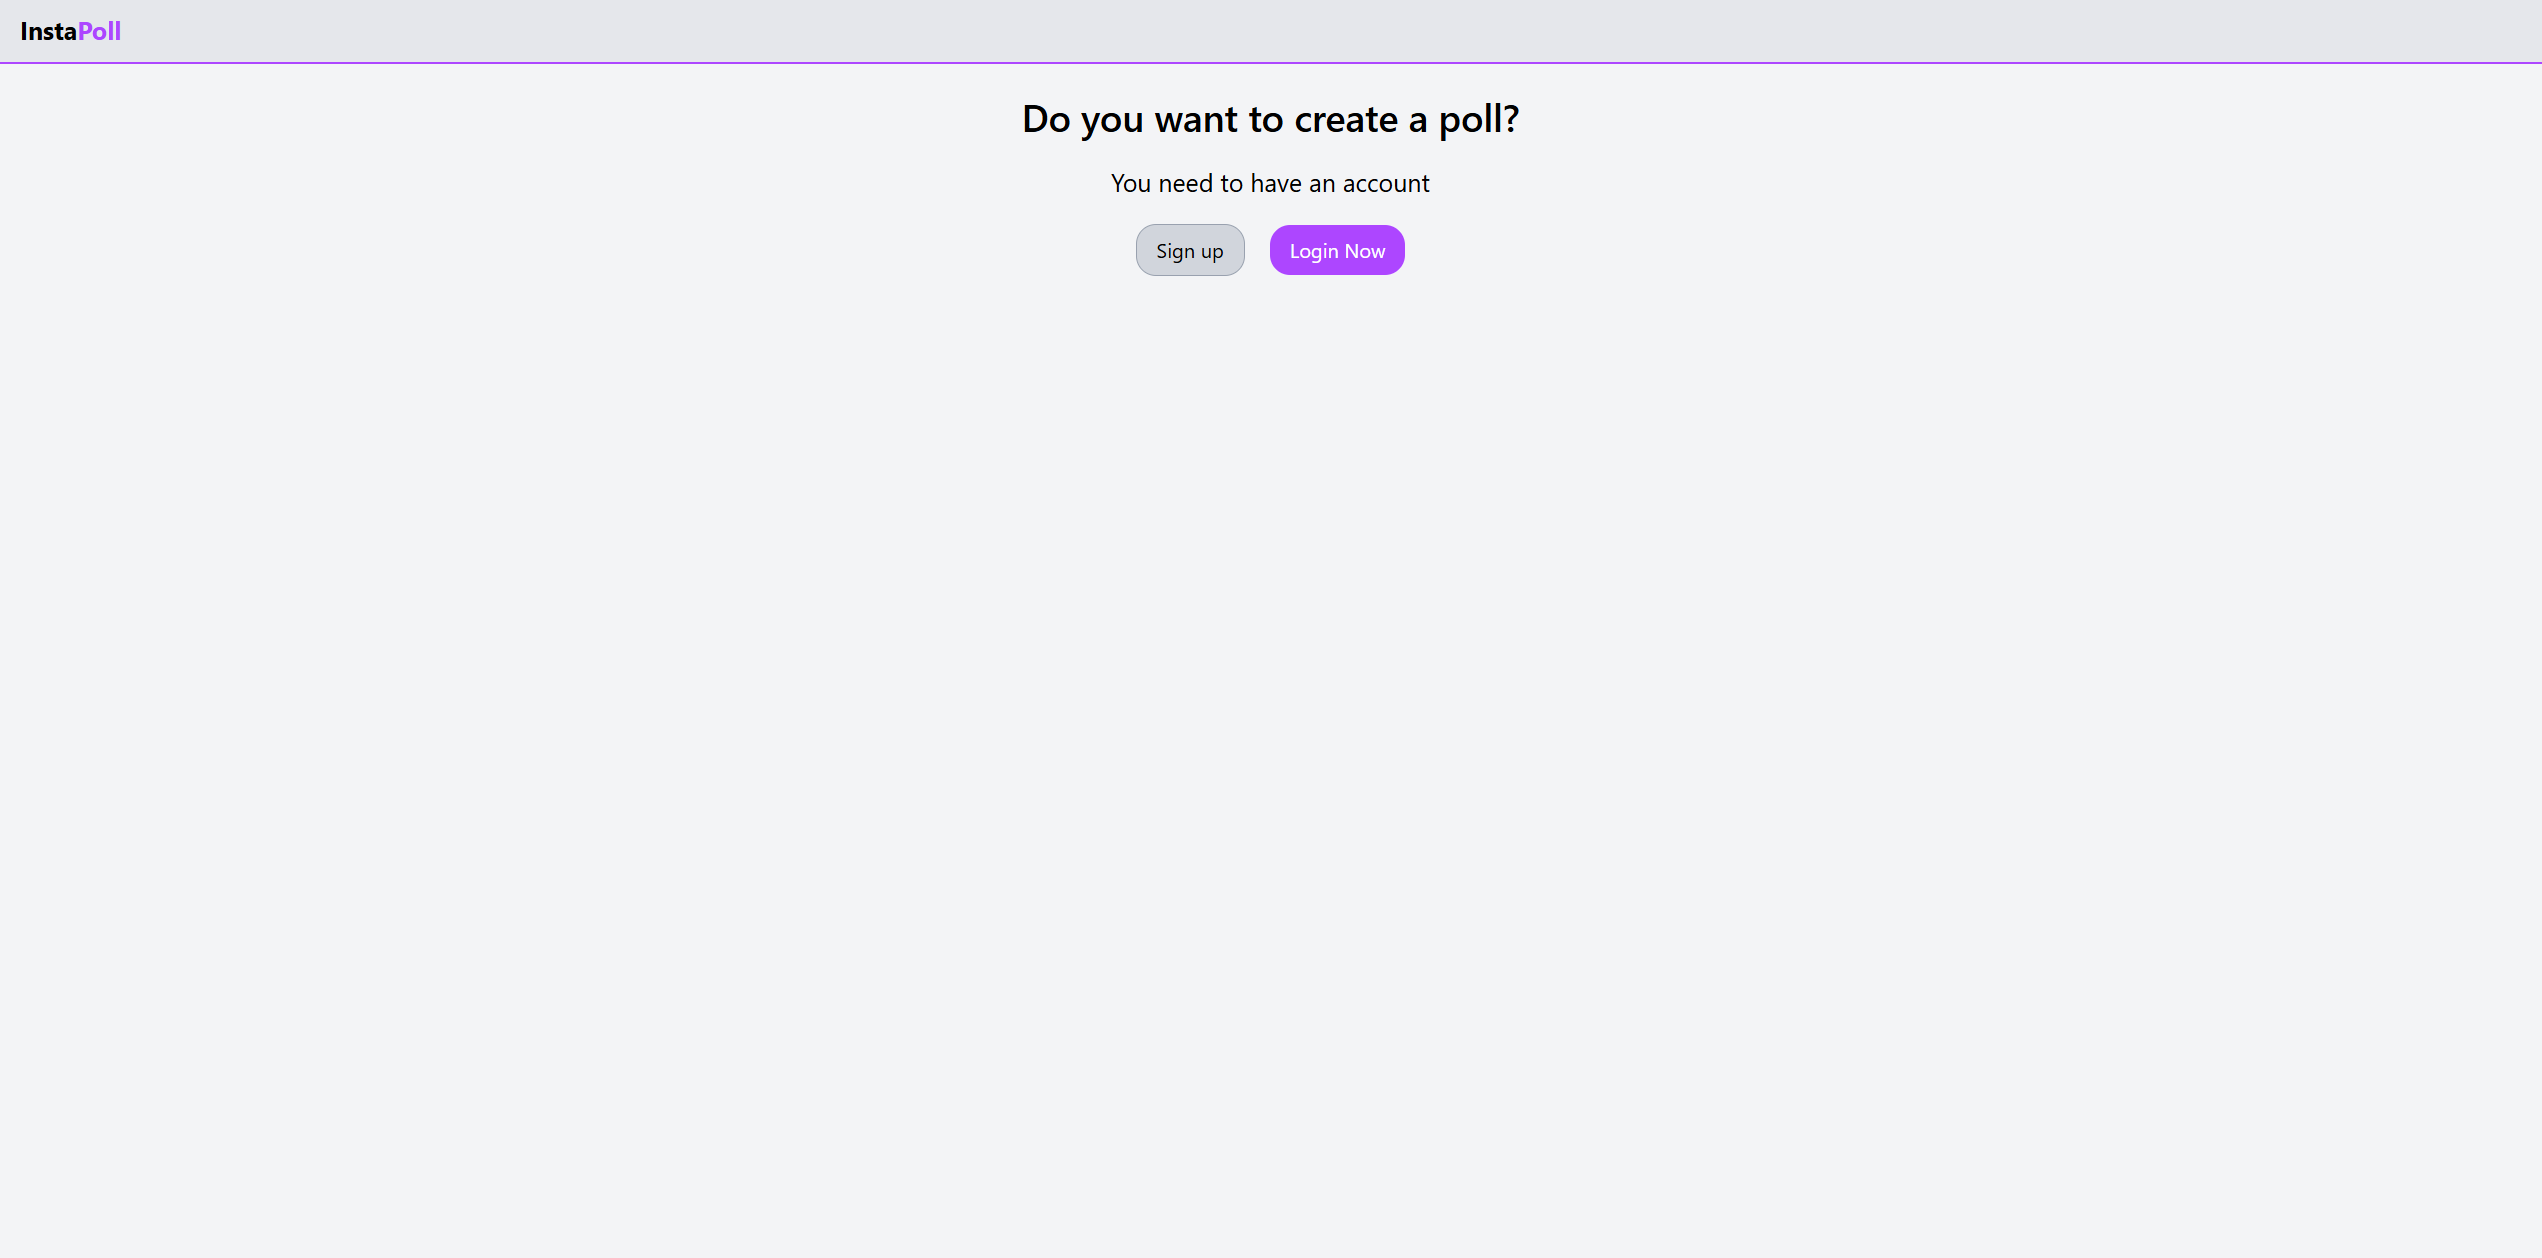 InstaPoll
Do you want to create a poll?
You need to have an account
Sign up
Login Now